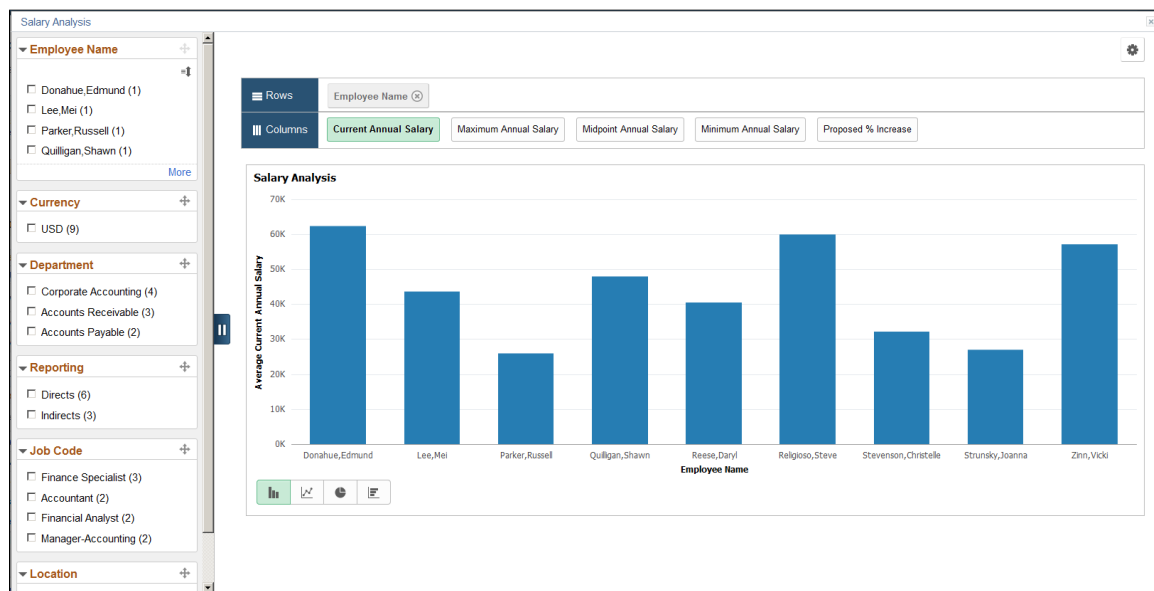 Salary Analysis
Employee Name
Donahue,Edmund (1)
Lee,Mei (1)
Parker,Russell (1)
Quilligan,Shawn (1)
More
Currency
USD (9)
Department
Corporate Accounting (4)
Accounts Receivable (3)
Accounts Payable (2)
Reporting
Directs (6)
Indirects (3)
Job Code
Finance Specialist (3)
Accountant (2)
Financial Analyst (2)
Manager-Accounting (2)
Location
Rows
Employee Name
Columns
Current Annual Salary
Maximum Annual Salary
Midpoint Annual Salary
Minimum Annual Salary
Proposed % Increase
Salary Analysis
Average Current Annual Salary
70K
60K
50K
40K
30K
20K
10K
0K
Donahue,Edmund
Lee,Mei
Parker,Russell
Quilligan,Shawn
Reese,Daryl
Religioso,Steve
Stevenson,Christelle
Strunsky,Joanna
Zinn,Vicki
Employee Name